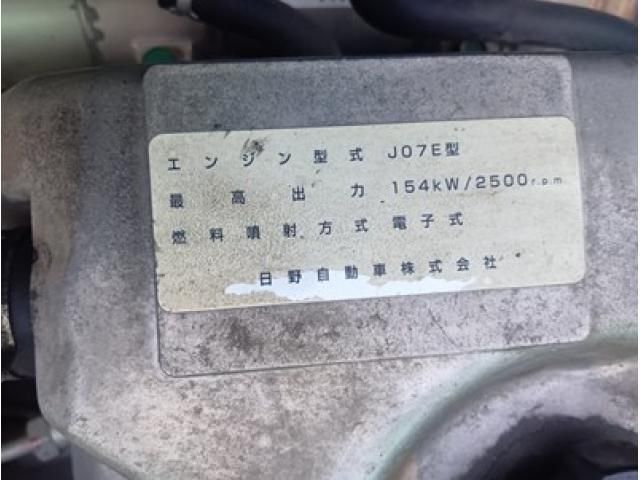 エンジン型式 J07E型
最高出力 154kW/2500r.p.m
燃料噴射方式 電子式
日野自動車株式会社